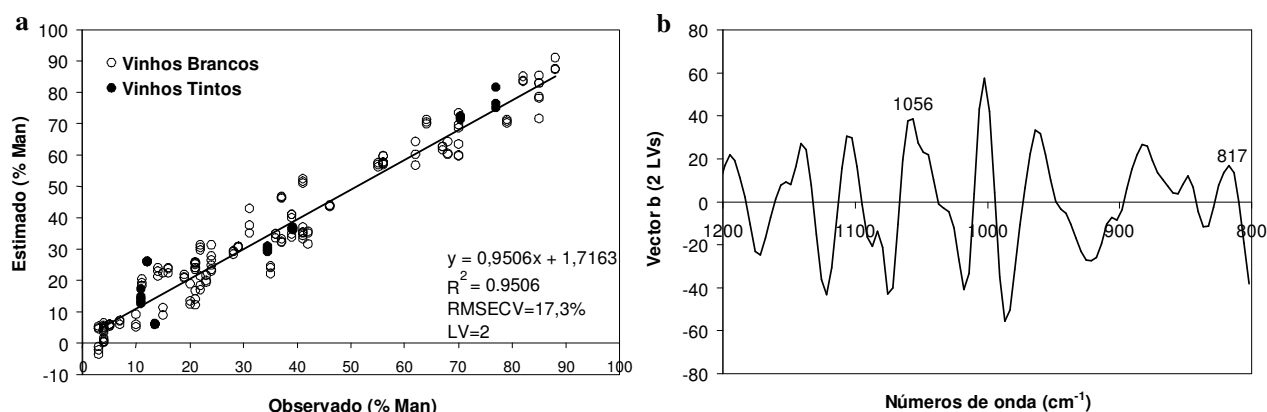 a
Estimado (% Man)
100
90
80
70
60
50
40
30
20
10
0
-10
Vinhos Brancos
Vinhos Tintos
y = 0,9506x + 1,7163
R² = 0.9506
RMSECV=17,3%
LV=2
0 10 20 30 40 50 60 70 80 90 100
Observado (% Man)
b
Vector b (2 LVs)
80
60
40
20
0
-20
-40
-60
-80
1056
817
1200 1100 1000 900 800
Números de onda (cm⁻¹)